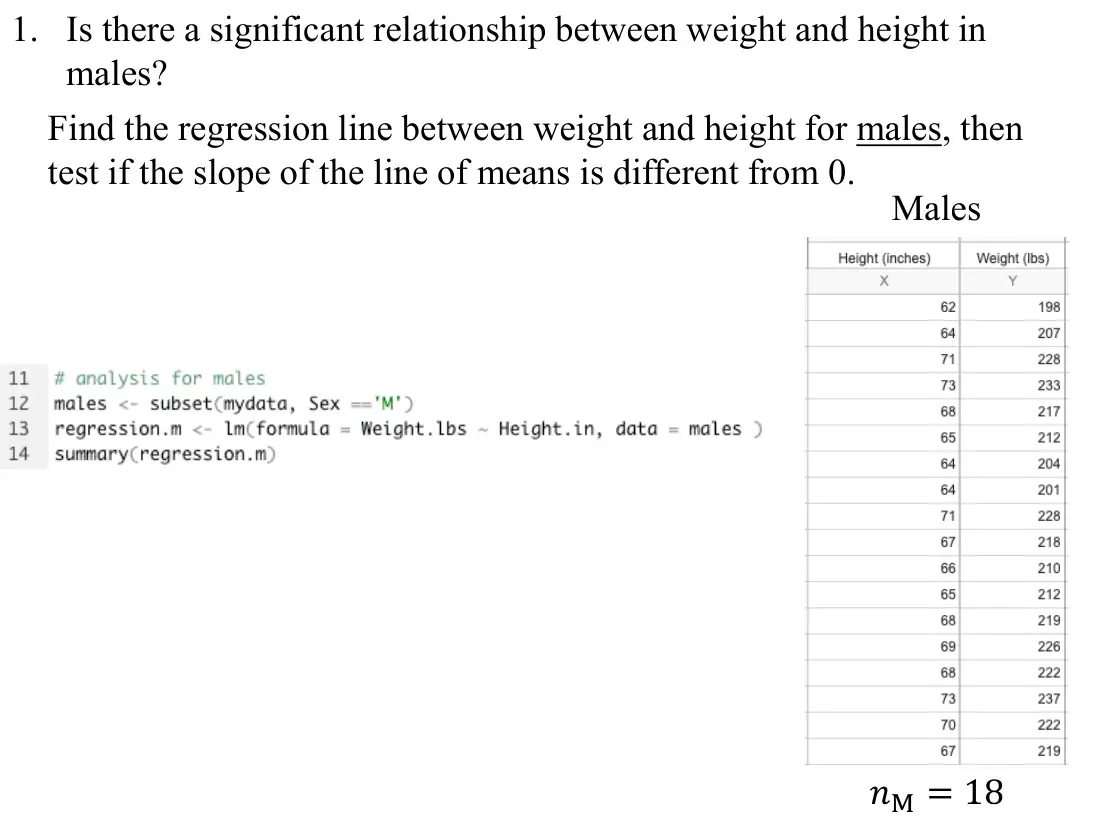 1. Is there a significant relationship between weight and height in
males?
Find the regression line between weight and height for males, then
test if the slope of the line of means is different from 0.
Males
Height (inches) Weight (lbs)
X Y
62 198
64 207
71 228
73 233
68 217
65 212
64 204
64 201
71 228
67 218
66 210
65 212
68 219
69 226
68 222
73 237
70 222
67 219
11 # analysis for males
12 males <- subset(mydata, Sex =='M')
13 regression.m <- lm(formula = Weight.lbs ~ Height.in, data = males )
14 summary(regression.m)
n_M = 18